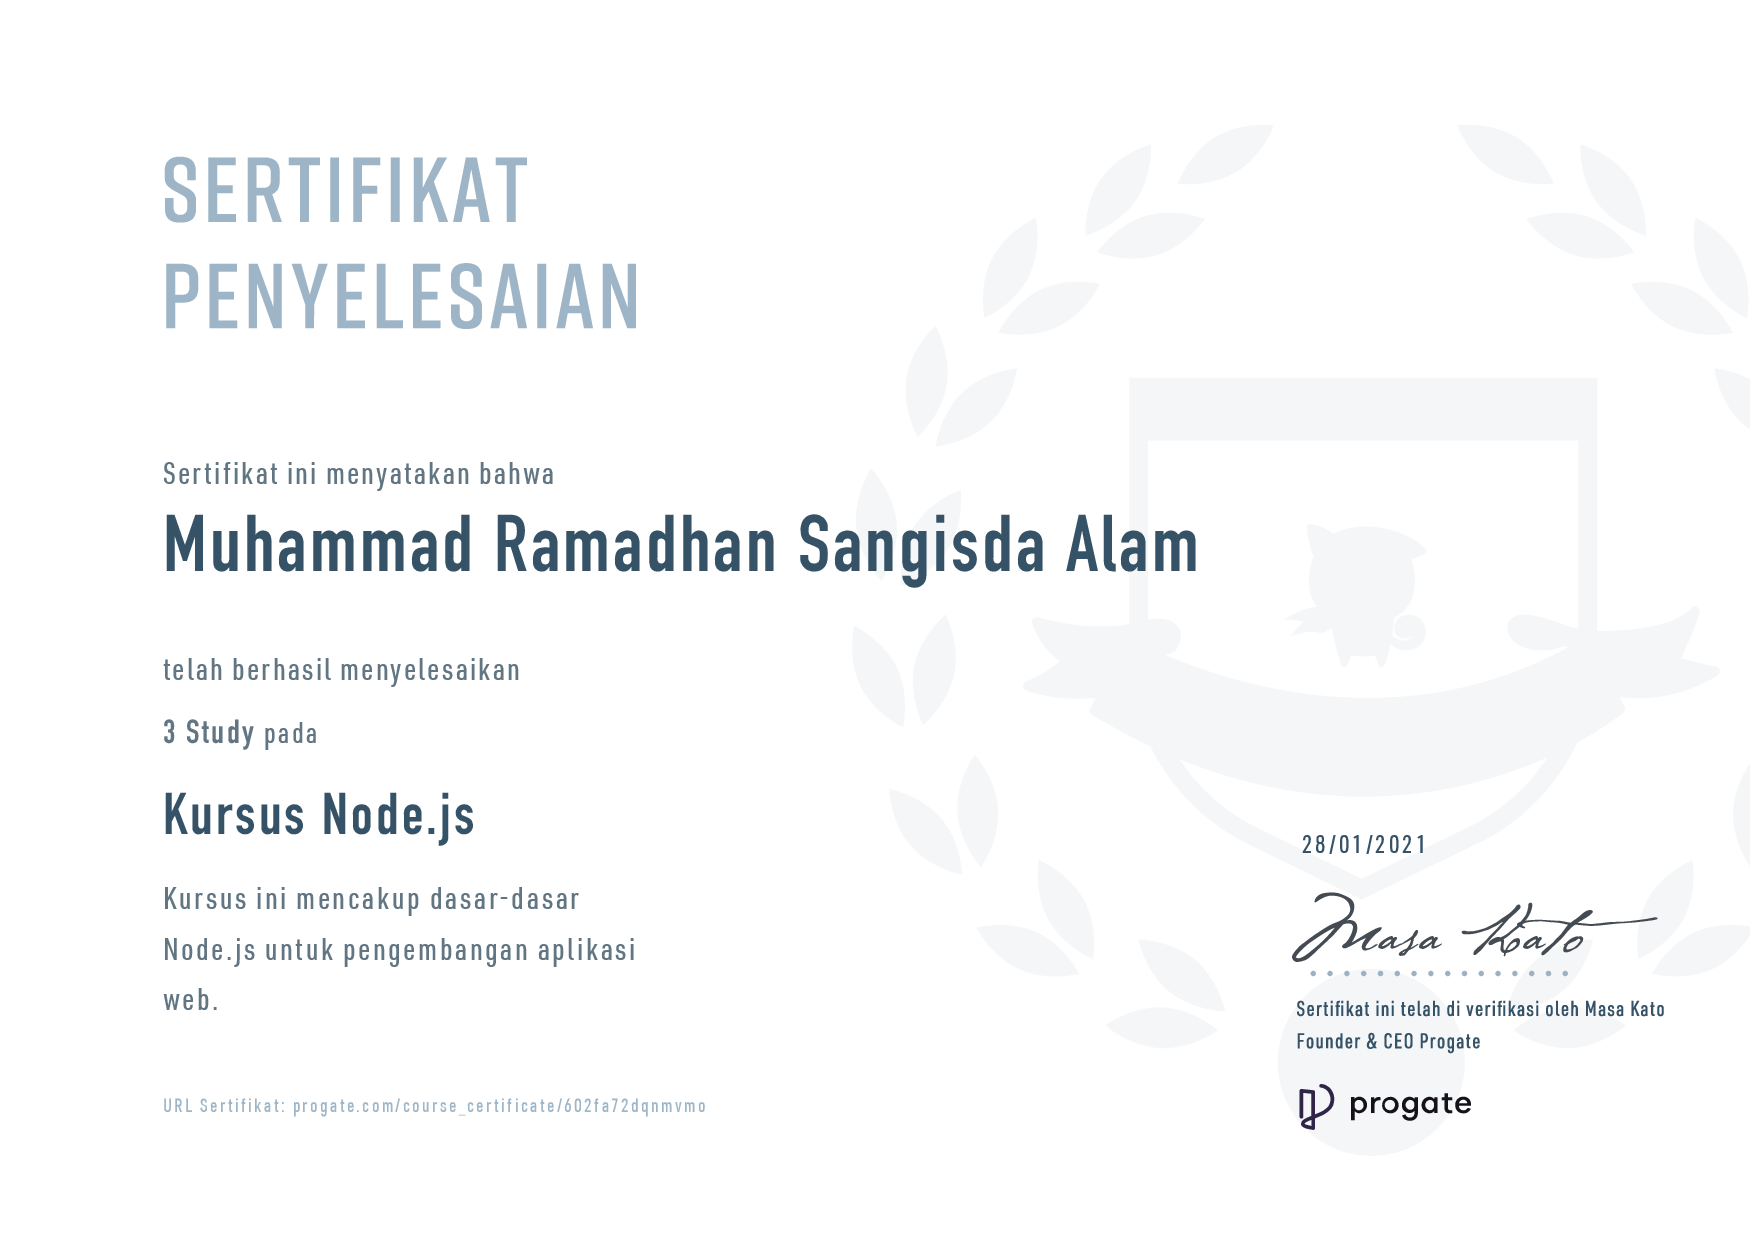 SERTIFIKAT
PENYELESAIAN
Sertifikat ini menyatakan bahwa
Muhammad Ramadhan Sangisda Alam
telah berhasil menyelesaikan
3 Study pada
Kursus Node.js
Kursus ini mencakup dasar-dasar
Node.js untuk pengembangan aplikasi
web.
URL Sertifikat: progate.com/course_certificate/602fa72dqnmvmo
28/01/2021
Masa Kato
Sertifikat ini telah di verifikasi oleh Masa Kato
Founder & CEO Progate
progate